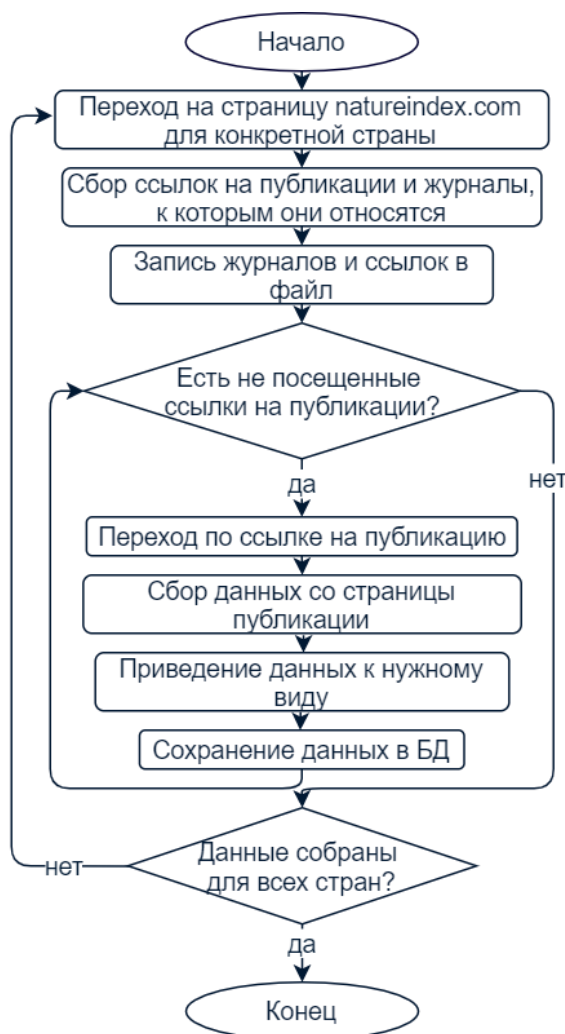 Начало
Переход на страницу natureindex.com
для конкретной страны
Сбор ссылок на публикации и журналы,
к которым они относятся
Запись журналов и ссылок в
файл
Есть не посещенные
ссылки на публикации?
нет
да
Переход по ссылке на публикацию
Сбор данных со страницы
публикации
Приведение данных к нужному
виду
Сохранение данных в БД
Данные собраны
для всех стран?
нет
да
Конец